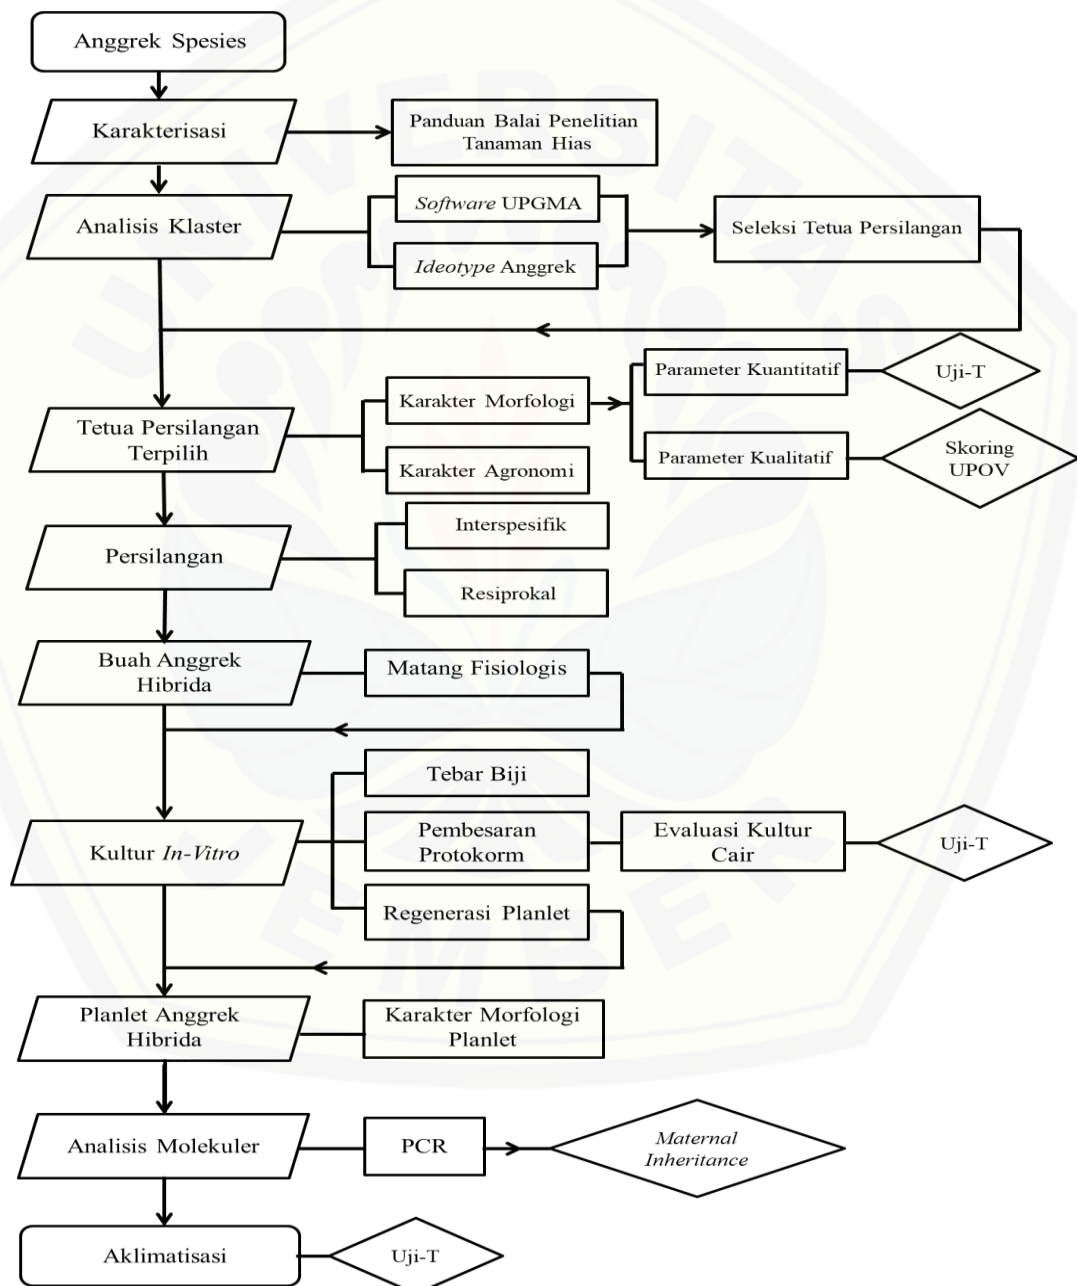 Anggrek Spesies
Karakterisasi
Panduan Balai Penelitian
Tanaman Hias
Analisis Klaster
Software UPGMA
Ideotype Anggrek
Seleksi Tetua Persilangan
Tetua Persilangan
Terpilih
Karakter Morfologi
Karakter Agronomi
Parameter Kuantitatif
Uji-T
Parameter Kualitatif
Skoring
UPOV
Persilangan
Interspesifik
Resiprokal
Buah Anggrek
Hibrida
Matang Fisiologis
Kultur In-Vitro
Tebar Biji
Pembesaran
Protokorm
Evaluasi Kultur
Cair
Uji-T
Regenerasi Planlet
Planlet Anggrek
Hibrida
Karakter Morfologi
Planlet
Analisis Molekuler
PCR
Maternal
Inheritance
Aklimatisasi
Uji-T
UNIVERSITAS
JEMBER